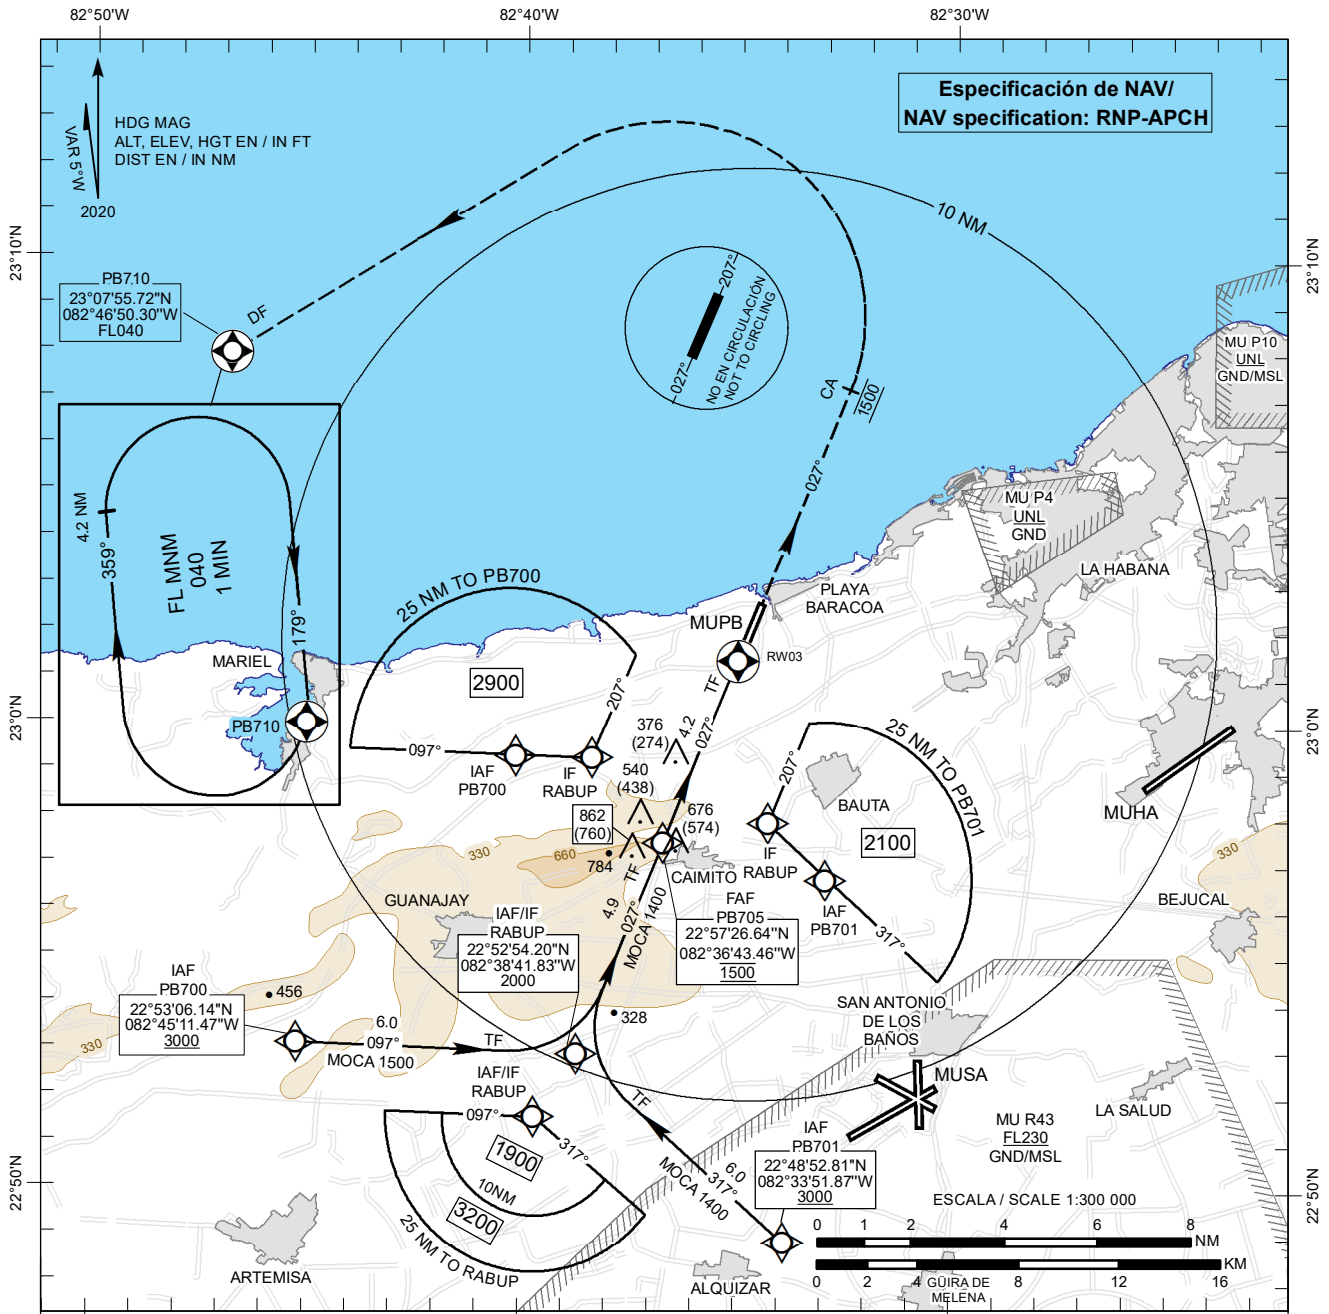 82°50'W
82°40'W
82°30'W
Especificación de NAV/
NAV specification: RNP-APCH
HDG MAG
ALT, ELEV, HGT EN / IN FT
DIST EN / IN NM
VAR 5°W
2020
10 NM
23°10'N
23°10'N
PB710
23°07'55.72"N
082°46'50.30"W
FL040
DF
207°
027°
NO EN CIRCULACIÓN
NOT TO CIRCLING
MU P10
UNL
GND/MSL
CA
1500
027°
4.2 NM
359°
FL MNM
040
1 MIN
179°
MU P4
UNL
GND
LA HABANA
25 NM TO PB700
PLAYA
BARACOA
MUPB
RW03
MARIEL
2900
207°
TF
PB710
23°0'N
23°0'N
376
(274)
4.2
027°
097°
IAF
PB700
IF
RABUP
540
(438)
207°
25 NM TO PB701
BAUTA
MUHA
862
(760)
676
(574)
2100
330
660
784
TF
CAIMITO
IF
RABUP
330
GUANAJAY
4.9
027°
MOCA 1400
FAF
PB705
22°57'26.64"N
082°36'43.46"W
1500
IAF
PB701
317°
BEJUCAL
IAF/IF
RABUP
22°52'54.20"N
082°38'41.83"W
2000
IAF
PB700
22°53'06.14"N
082°45'11.47"W
3000
456
328
SAN ANTONIO
DE LOS
BAÑOS
330
6.0
097°
MOCA 1500
TF
IAF/IF
RABUP
MUSA
TF
097°
317°
1900
10NM
3200
25 NM TO RABUP
IAF
PB701
22°48'52.81"N
082°33'51.87"W
3000
MU R43
FL230
GND/MSL
LA SALUD
6.0
317°
MOCA 1400
22°50'N
22°50'N
ESCALA / SCALE 1:300 000
0 1 2 4 6 8
NM
KM
0 2 4 8 12 16
ARTEMISA
ALQUIZAR
GÜIRA DE
MELENA